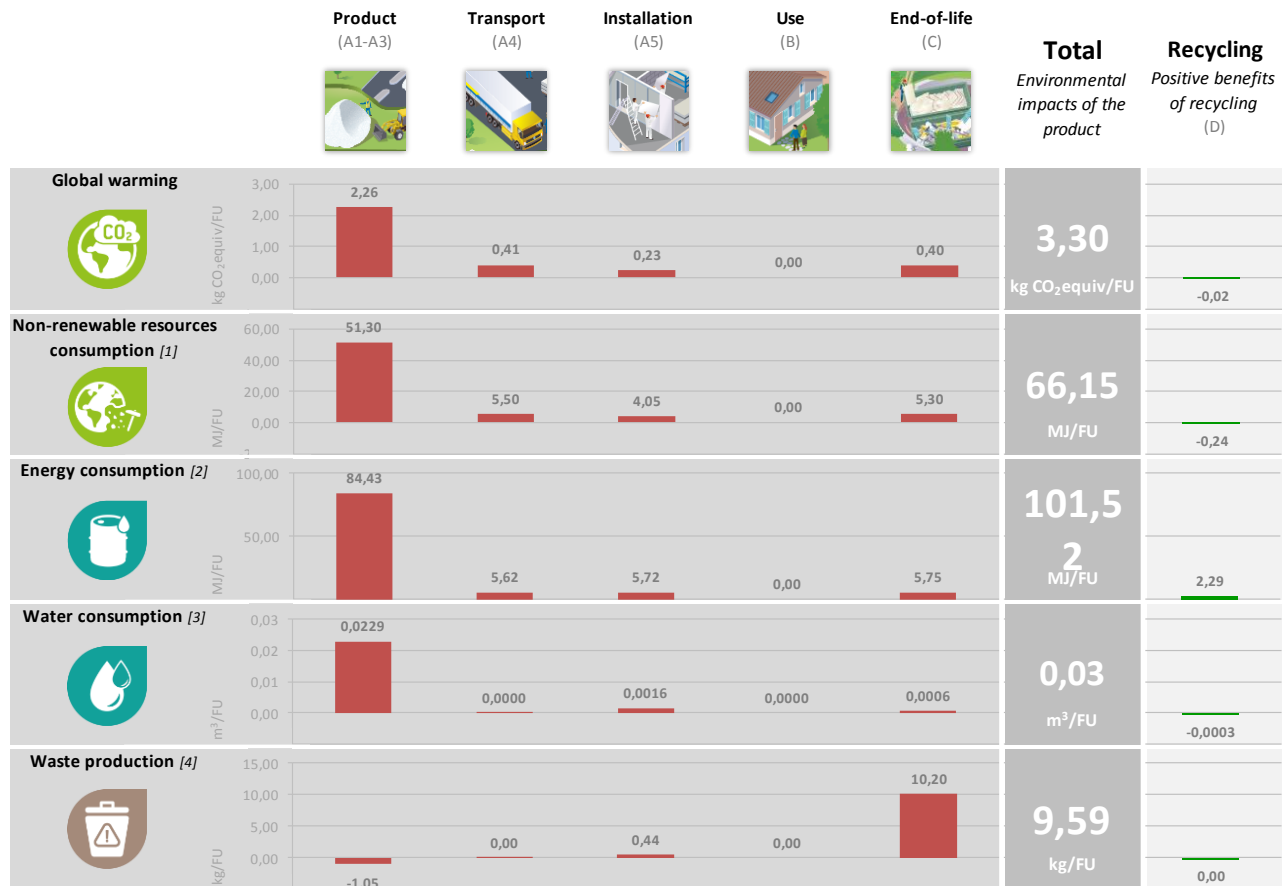 Product
(A1-A3)
Transport
(A4)
Installation
(A5)
Use
(B)
End-of-life
(C)
Total
Environmental
impacts of the
product
Recycling
Positive benefits
of recycling
(D)
Global warming
CO₂
kg CO₂equiv/FU
3,00
2,00
1,00
0,00
2,26
0,41
0,23
0,00
0,40
3,30
kg CO₂equiv/FU
-0,02
Non-renewable resources
consumption [1]
MJ/FU
60,00
40,00
20,00
0,00
51,30
5,50
4,05
0,00
5,30
66,15
MJ/FU
-0,24
Energy consumption [2]
MJ/FU
100,00
50,00
84,43
5,62
5,72
0,00
5,75
101,5
2
MJ/FU
2,29
Water consumption [3]
m³/FU
0,03
0,02
0,01
0,00
0,0229
0,0000
0,0016
0,0000
0,0006
0,03
m³/FU
-0,0003
Waste production [4]
kg/FU
15,00
10,00
5,00
0,00
-1,05
0,00
0,44
0,00
10,20
9,59
kg/FU
0,00